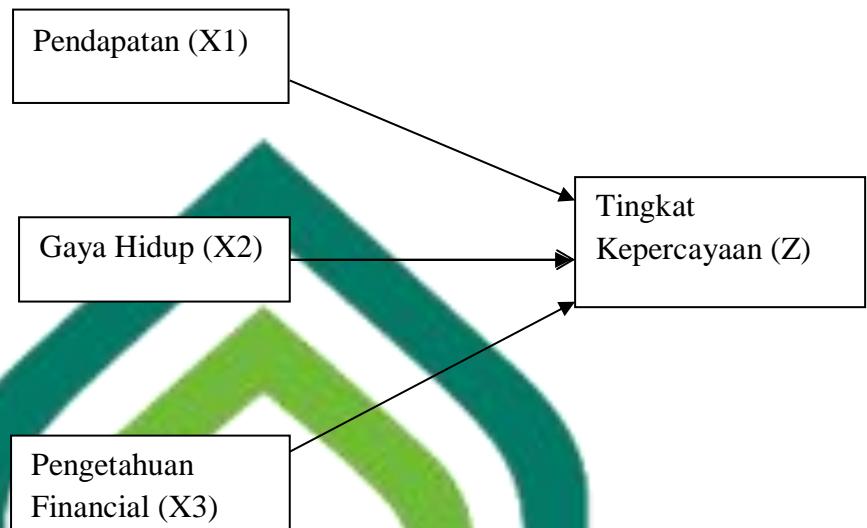 Pendapatan (X1)
Tingkat
Kepercayaan (Z)
Gaya Hidup (X2)
Pengetahuan
Financial (X3)